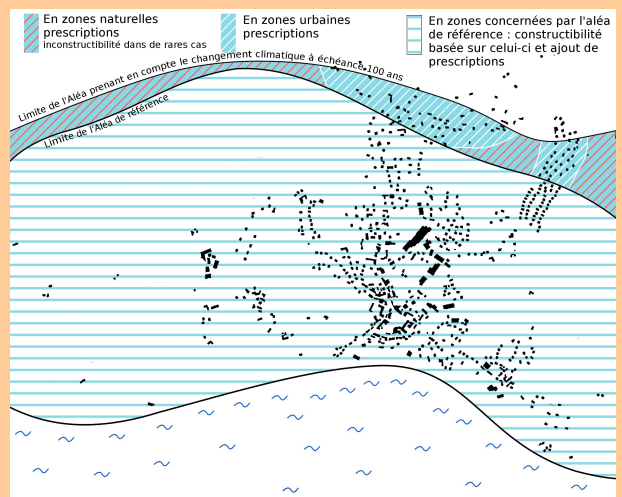 En zones naturelles
prescriptions
inconstructibilité dans de rares cas
En zones urbaines
prescriptions
En zones concernées par l'aléa
de référence : constructibilité
basée sur celui-ci et ajout de
prescriptions
Limite de l'Aléa prenant en compte le changement climatique à échéance 100 ans
Limite de l'Aléa de référence